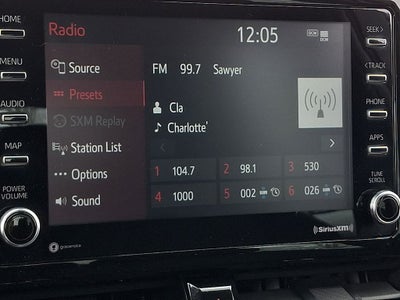 HOME
MENU
AUDIO
MAP
POWER
VOLUME
Radio
12:05
DCM
Source
Presets
SXM Replay
Station List
Options
Sound
FM 99.7 Sawyer
Cla
Charlotte'
1 104.7 2 98.1 3 530
4 1000 5 002 6 026
SEEK >
< TRACK
PHONE
APPS
TUNE
SCROLL
gracenote
SiriusXM